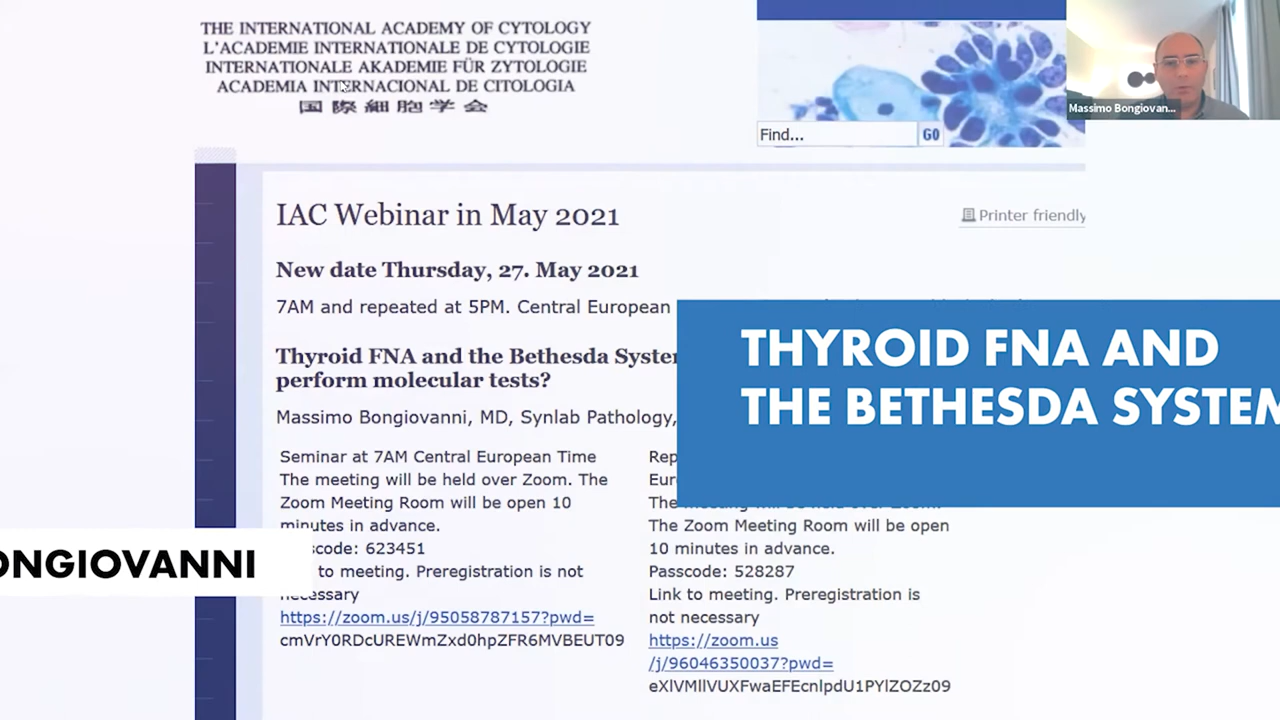 THE INTERNATIONAL ACADEMY OF CYTOLOGY
L'ACADEMIE INTERNATIONALE DE CYTOLOGIE
INTERNATIONALE AKADEMIE FÜR ZYTOLOGIE
ACADEMIA INTERNACIONAL DE CITOLOGIA
国際細胞学会
Find...
GO
Massimo Bongiovan...
IAC Webinar in May 2021
Printer friendly
New date Thursday, 27. May 2021
7AM and repeated at 5PM. Central European
Thyroid FNA and the Bethesda System
perform molecular tests?
Massimo Bongiovanni, MD, Synlab Pathology,
THYROID FNA AND
THE BETHESDA SYSTEM
Seminar at 7AM Central European Time
The meeting will be held over Zoom. The
Zoom Meeting Room will be open 10
minutes in advance.
scode: 623451
to meeting. Preregistration is not
necessary
https://zoom.us/j/95058787157?pwd=
cmVrY0RDcUREWmZxd0hpZFR6MVBEUT09
Rep
Eur
The
The Zoom Meeting Room will be open
10 minutes in advance.
Passcode: 528287
Link to meeting. Preregistration is
not necessary
https://zoom.us
/j/96046350037?pwd=
eXlVMllVUXFwaEFEcnlpdU1PYlZOZz09
ONGIOVANNI